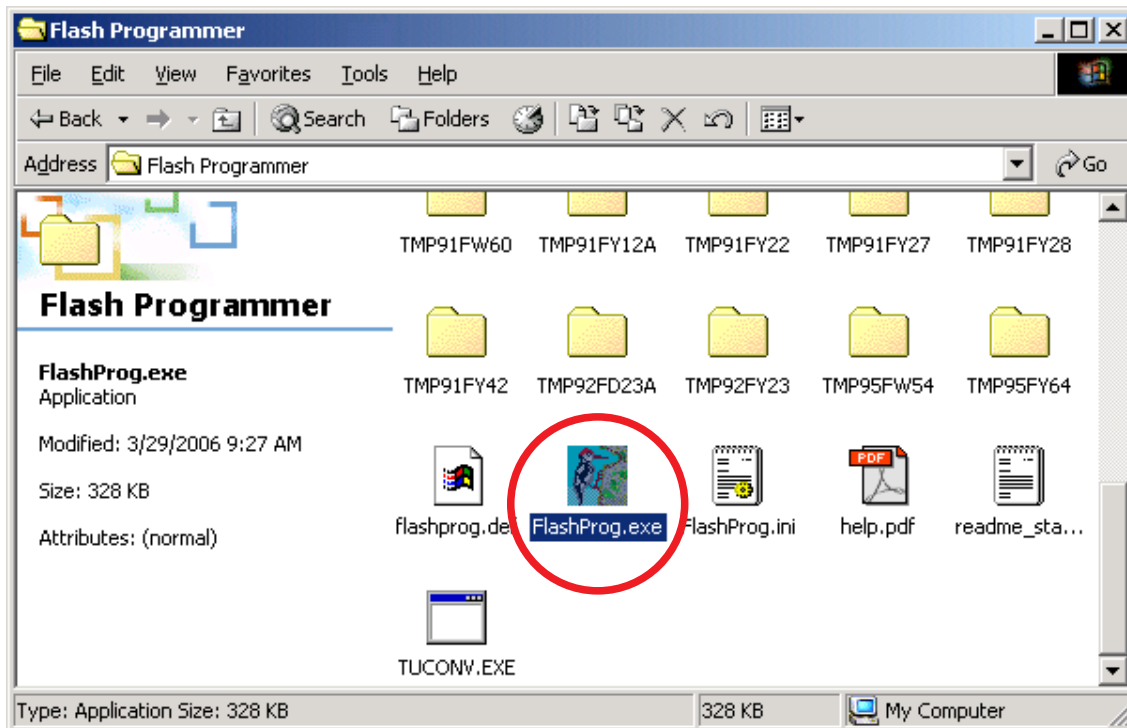 Flash Programmer
File Edit View Favorites Tools Help
Back Search Folders
Address Flash Programmer Go
TMP91FW60 TMP91FY12A TMP91FY22 TMP91FY27 TMP91FY28
Flash Programmer
FlashProg.exe
Application
Modified: 3/29/2006 9:27 AM
Size: 328 KB
Attributes: (normal)
TMP91FY42 TMP92FD23A TMP92FY23 TMP95FW54 TMP95FY64
PDF
flashprog.def FlashProg.exe FlashProg.ini help.pdf readme_sta...
TUCONV.EXE
Type: Application Size: 328 KB 328 KB My Computer